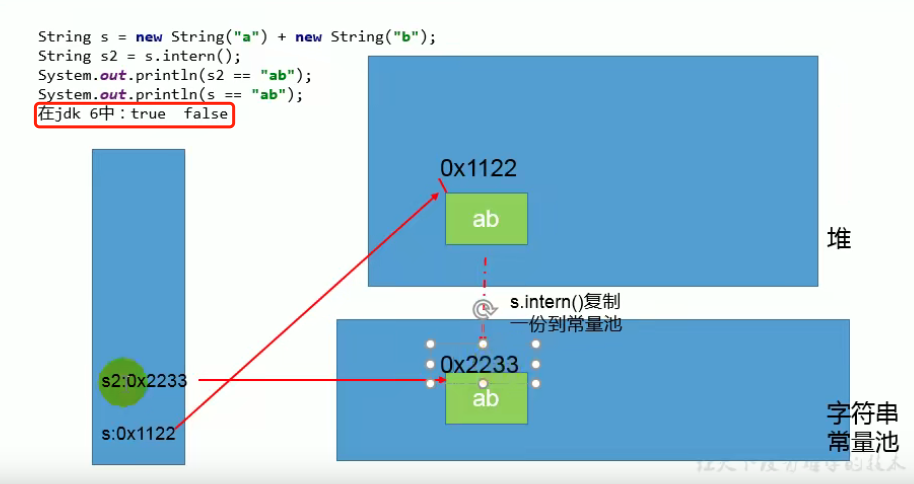 String s = new String("a") + new String("b");
String s2 = s.intern();
System.out.println(s2 == "ab");
System.out.println(s == "ab");
在jdk 6中：true  false
0x1122
ab
堆
s.intern()复制
一份到常量池
0x2233
ab
s2:0x2233
s:0x1122
字符串
常量池